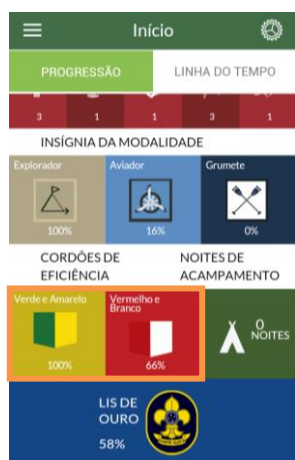 Início
PROGRESSÃO
LINHA DO TEMPO
3 1 1 3 1
INSÍGNIA DA MODALIDADE
Explorador Aviador Grumete
100% 16% 0%
CORDÕES DE
EFICIÊNCIA
NOITES DE
ACAMPAMENTO
Verde e Amarelo
100%
Vermelho e
Branco
66%
0
NOITES
LIS DE
OURO
58%